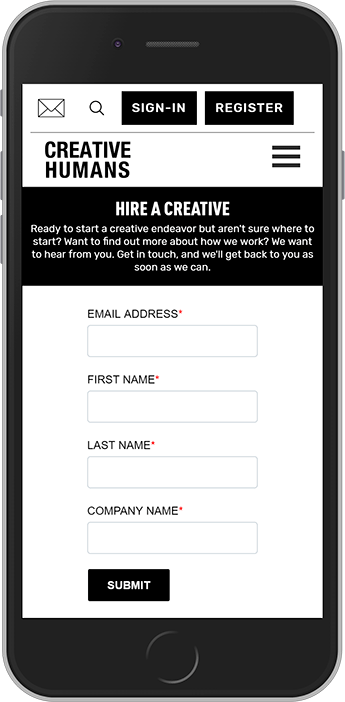 SIGN-IN
REGISTER
CREATIVE
HUMANS
HIRE A CREATIVE
Ready to start a creative endeavor but aren't sure where to
start? Want to find out more about how we work? We want
to hear from you. Get in touch, and we'll get back to you as
soon as we can.
EMAIL ADDRESS*
FIRST NAME*
LAST NAME*
COMPANY NAME*
SUBMIT